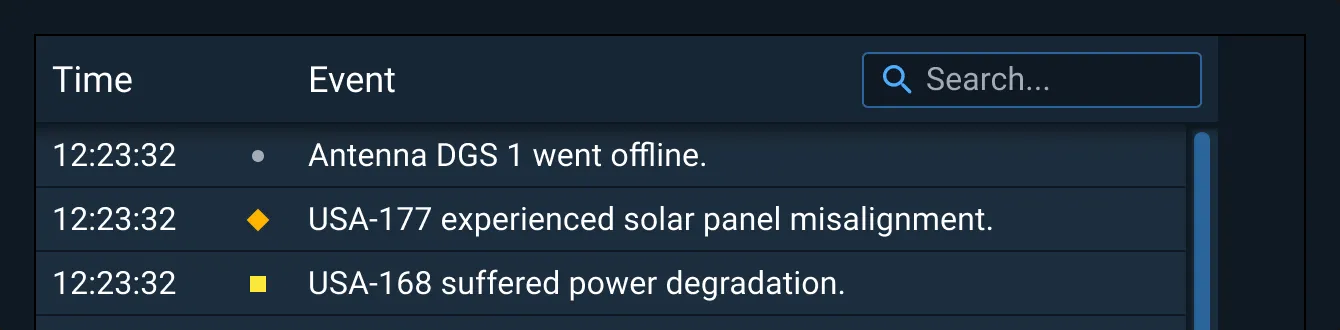 Time Event Search...
12:23:32 Antenna DGS 1 went offline.
12:23:32 USA-177 experienced solar panel misalignment.
12:23:32 USA-168 suffered power degradation.